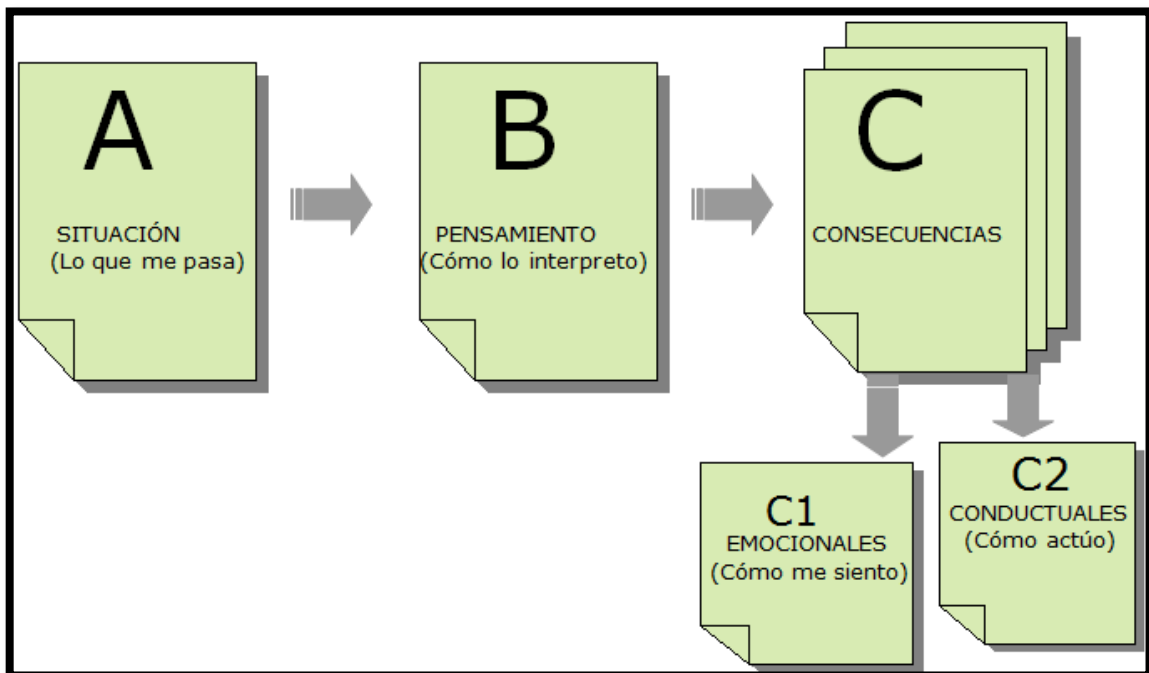 A
SITUACIÓN
(Lo que me pasa)
B
PENSAMIENTO
(Cómo lo interpreto)
C
CONSECUENCIAS
C1
EMOCIONALES
(Cómo me siento)
C2
CONDUCTUALES
(Cómo actúo)